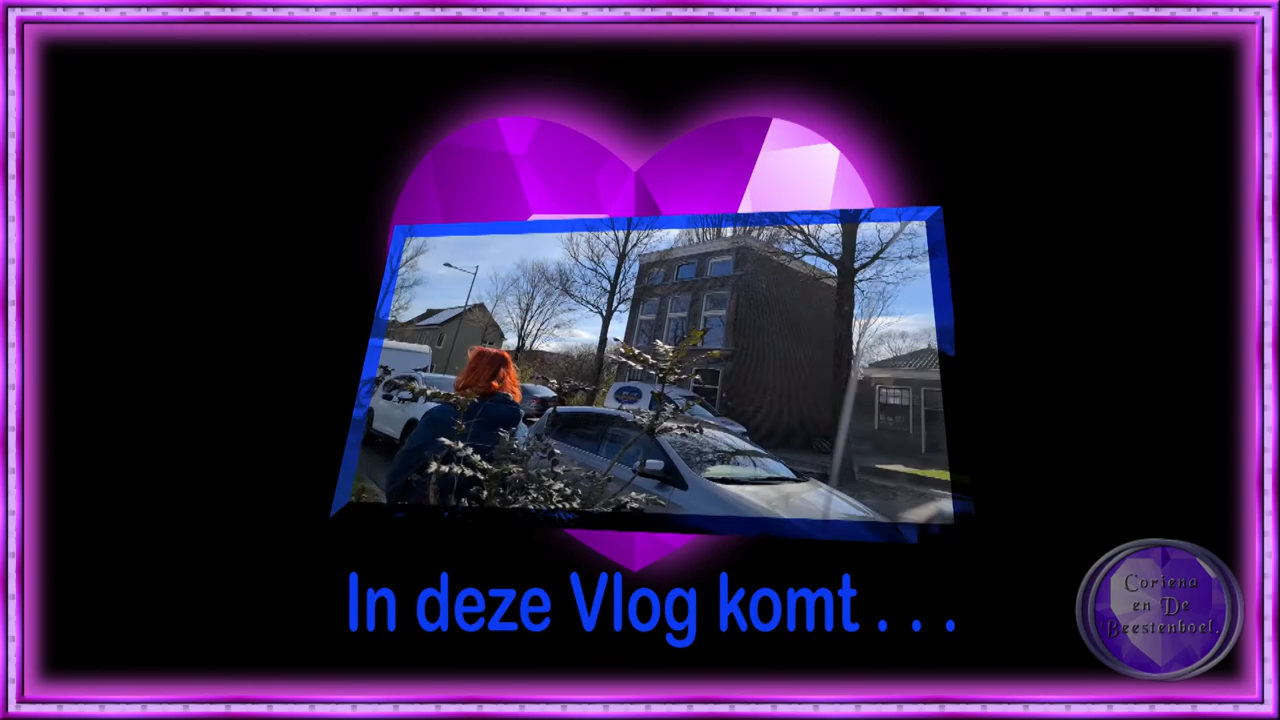 In deze Vlog komt . . .
Coriena
en De
Beestenboel.